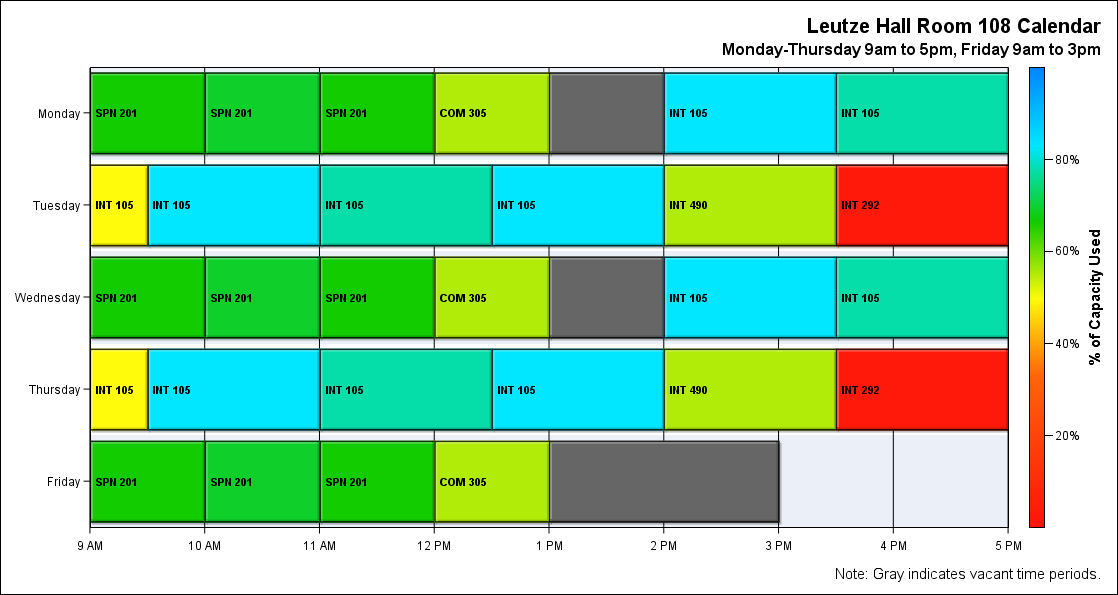 Leutze Hall Room 108 Calendar
Monday-Thursday 9am to 5pm, Friday 9am to 3pm
Monday
SPN 201 SPN 201 SPN 201 COM 305 INT 105 INT 105
Tuesday
INT 105 INT 105 INT 105 INT 105 INT 490 INT 292
Wednesday
SPN 201 SPN 201 SPN 201 COM 305 INT 105 INT 105
Thursday
INT 105 INT 105 INT 105 INT 105 INT 490 INT 292
Friday
SPN 201 SPN 201 SPN 201 COM 305
9 AM 10 AM 11 AM 12 PM 1 PM 2 PM 3 PM 4 PM 5 PM
80%
60%
40%
20%
% of Capacity Used
Note: Gray indicates vacant time periods.